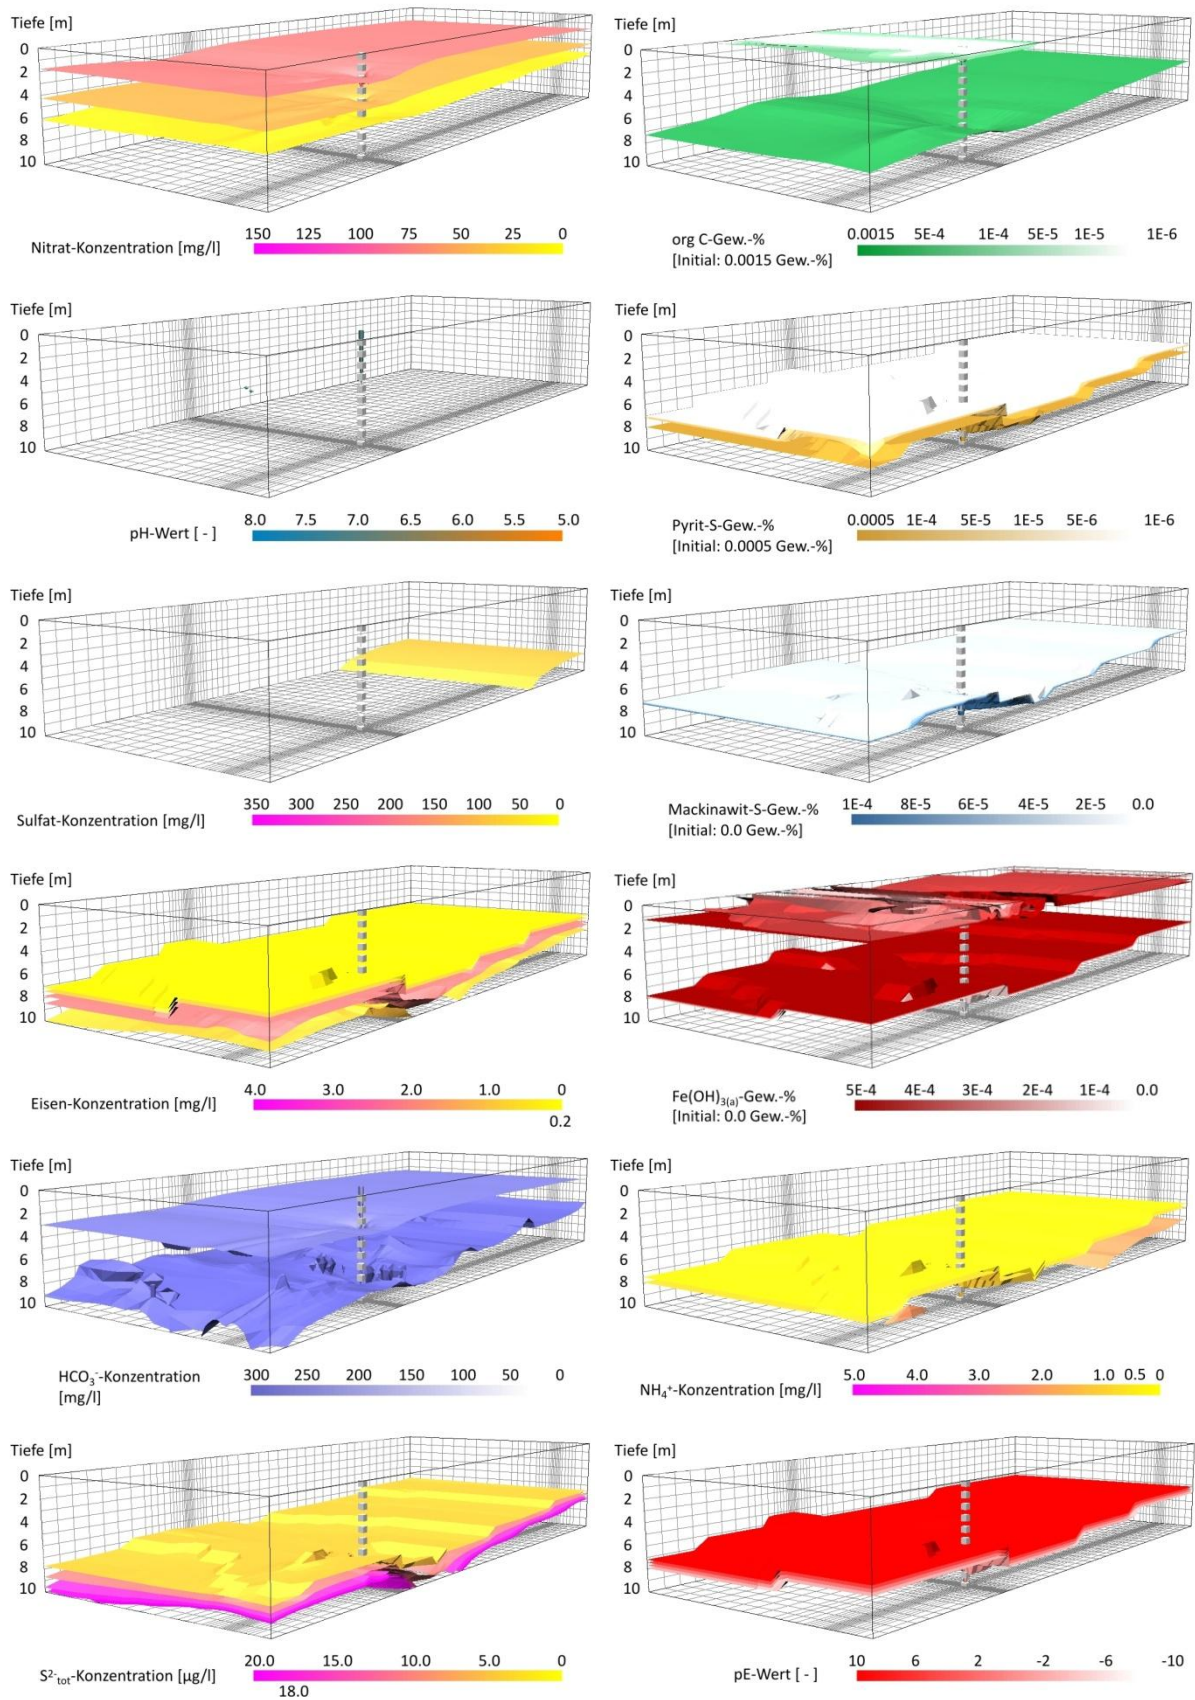 Tiefe [m]
0
2
4
6
8
10
150 125 100 75 50 25 0
Nitrat-Konzentration [mg/l]
Tiefe [m]
0
2
4
6
8
10
0.0015 5E-4 1E-4 5E-5 1E-5 1E-6
org C-Gew.-%
[Initial: 0.0015 Gew.-%]
Tiefe [m]
0
2
4
6
8
10
8.0 7.5 7.0 6.5 6.0 5.5 5.0
pH-Wert [ - ]
Tiefe [m]
0
2
4
6
8
10
0.0005 1E-4 5E-5 1E-5 5E-6 1E-6
Pyrit-S-Gew.-%
[Initial: 0.0005 Gew.-%]
Tiefe [m]
0
2
4
6
8
10
350 300 250 200 150 100 50 0
Sulfat-Konzentration [mg/l]
Tiefe [m]
0
2
4
6
8
10
1E-4 8E-5 6E-5 4E-5 2E-5 0.0
Mackinawit-S-Gew.-%
[Initial: 0.0 Gew.-%]
Tiefe [m]
0
2
4
6
8
10
4.0 3.0 2.0 1.0 0
Eisen-Konzentration [mg/l]
0.2
Tiefe [m]
0
2
4
6
8
10
5E-4 4E-4 3E-4 2E-4 1E-4 0.0
Fe(OH)3(a)-Gew.-%
[Initial: 0.0 Gew.-%]
Tiefe [m]
0
2
4
6
8
10
300 250 200 150 100 50 0
HCO₃⁻-Konzentration
[mg/l]
Tiefe [m]
0
2
4
6
8
10
5.0 4.0 3.0 2.0 1.0 0.5 0
NH₄⁺-Konzentration [mg/l]
Tiefe [m]
0
2
4
6
8
10
20.0 15.0 10.0 5.0 0
S²⁻tot-Konzentration [µg/l]
18.0
Tiefe [m]
0
2
4
6
8
10
10 6 2 -2 -6 -10
pE-Wert [ - ]